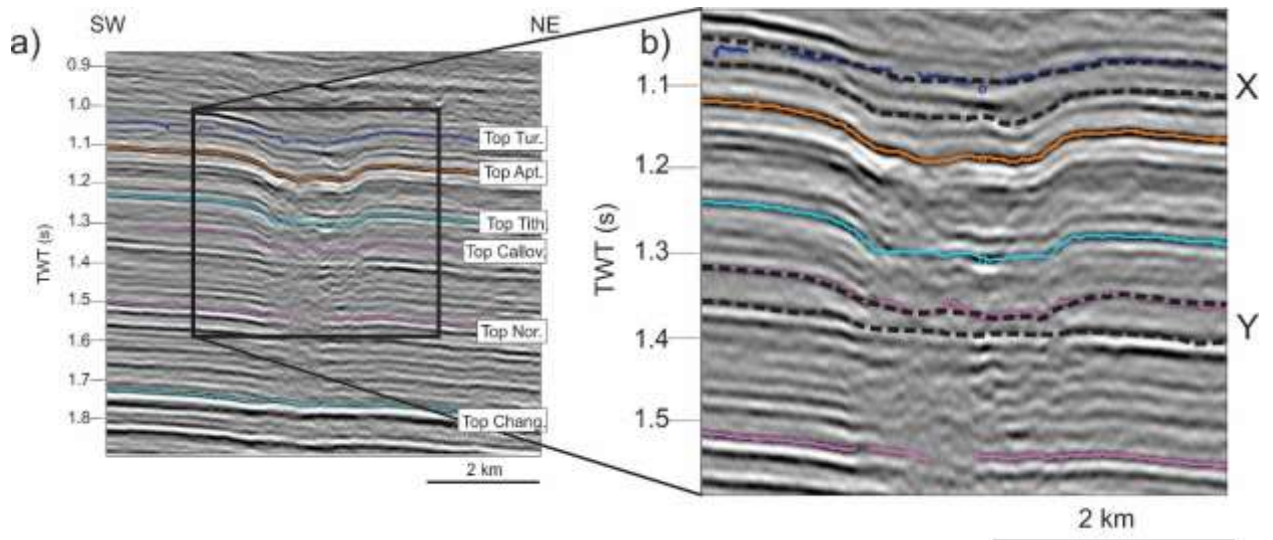 a)
SW
NE
0.9
1.0
1.1
1.2
1.3
1.4
1.5
1.6
1.7
1.8
TWT (s)
Top Tur.
Top Apt.
Top Tith
Top Callov.
Top Nor.
Top Chang.
2 km
b)
1.1
1.2
1.3
1.4
1.5
TWT (s)
X
Y
2 km